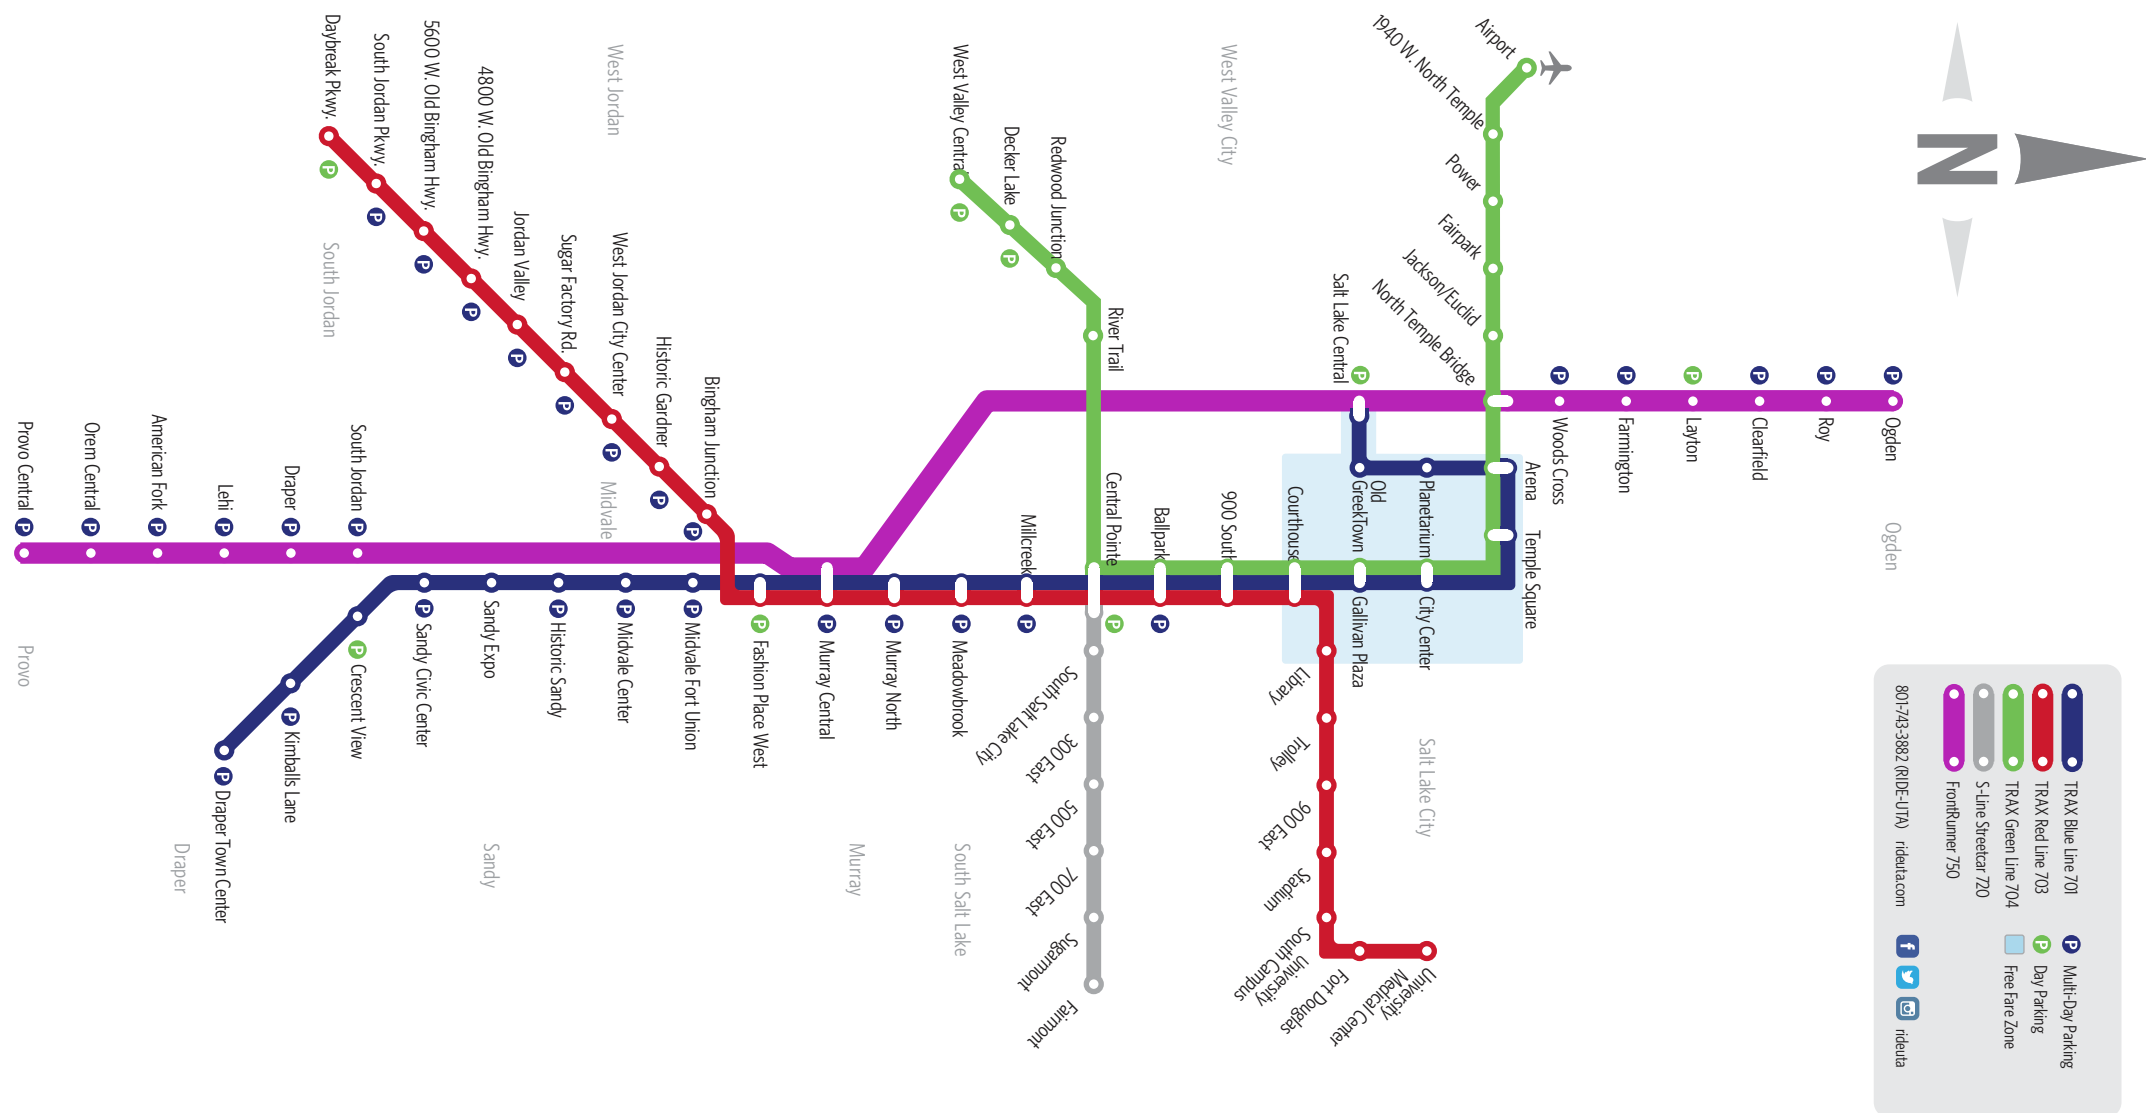 Airport
1940 W. North Temple
Power
Fairpark
Jackson/Euclid
North Temple Bridge
N
Ogden
Roy
Clearfield
Layton
Farmington
Woods Cross
P
P
P
P
P
P
Ogden
Arena
Temple Square
Salt Lake Central
P
Old
GreekTown
Planetarium
City Center
Gallivan Plaza
Courthouse
900 South
Ballpark
P
Central Pointe
P
Library
Trolley
900 East
Stadium
University
South Campus
Fort Douglas
University
Medical Center
Salt Lake City
West Valley City
West Valley Central
P
Decker Lake
P
Redwood Junction
River Trail
South Salt Lake City
300 East
500 East
700 East
Sugarmont
Fairmont
South Salt Lake
Millcreek
P
Meadowbrook
P
Murray North
P
Murray Central
P
Fashion Place West
P
Murray
West Jordan
Daybreak Pkwy.
P
South Jordan Pkwy.
P
5600 W. Old Bingham Hwy.
P
4800 W. Old Bingham Hwy.
P
Jordan Valley
P
Sugar Factory Rd.
P
West Jordan City Center
P
Historic Gardner
P
Bingham Junction
P
South Jordan
Midvale
P Midvale Fort Union
P Midvale Center
P Historic Sandy
Sandy Expo
P Sandy Civic Center
P Crescent View
P Kimballs Lane
P Draper Town Center
Sandy
Draper
South Jordan P
Draper P
Lehi P
American Fork P
Orem Central P
Provo Central P
Provo
TRAX Blue Line 701
TRAX Red Line 703
TRAX Green Line 704
S-Line Streetcar 720
FrontRunner 750
P Multi-Day Parking
P Day Parking
Free Fare Zone
801-743-3882 (RIDE-UTA) rideuta.com f rideuta